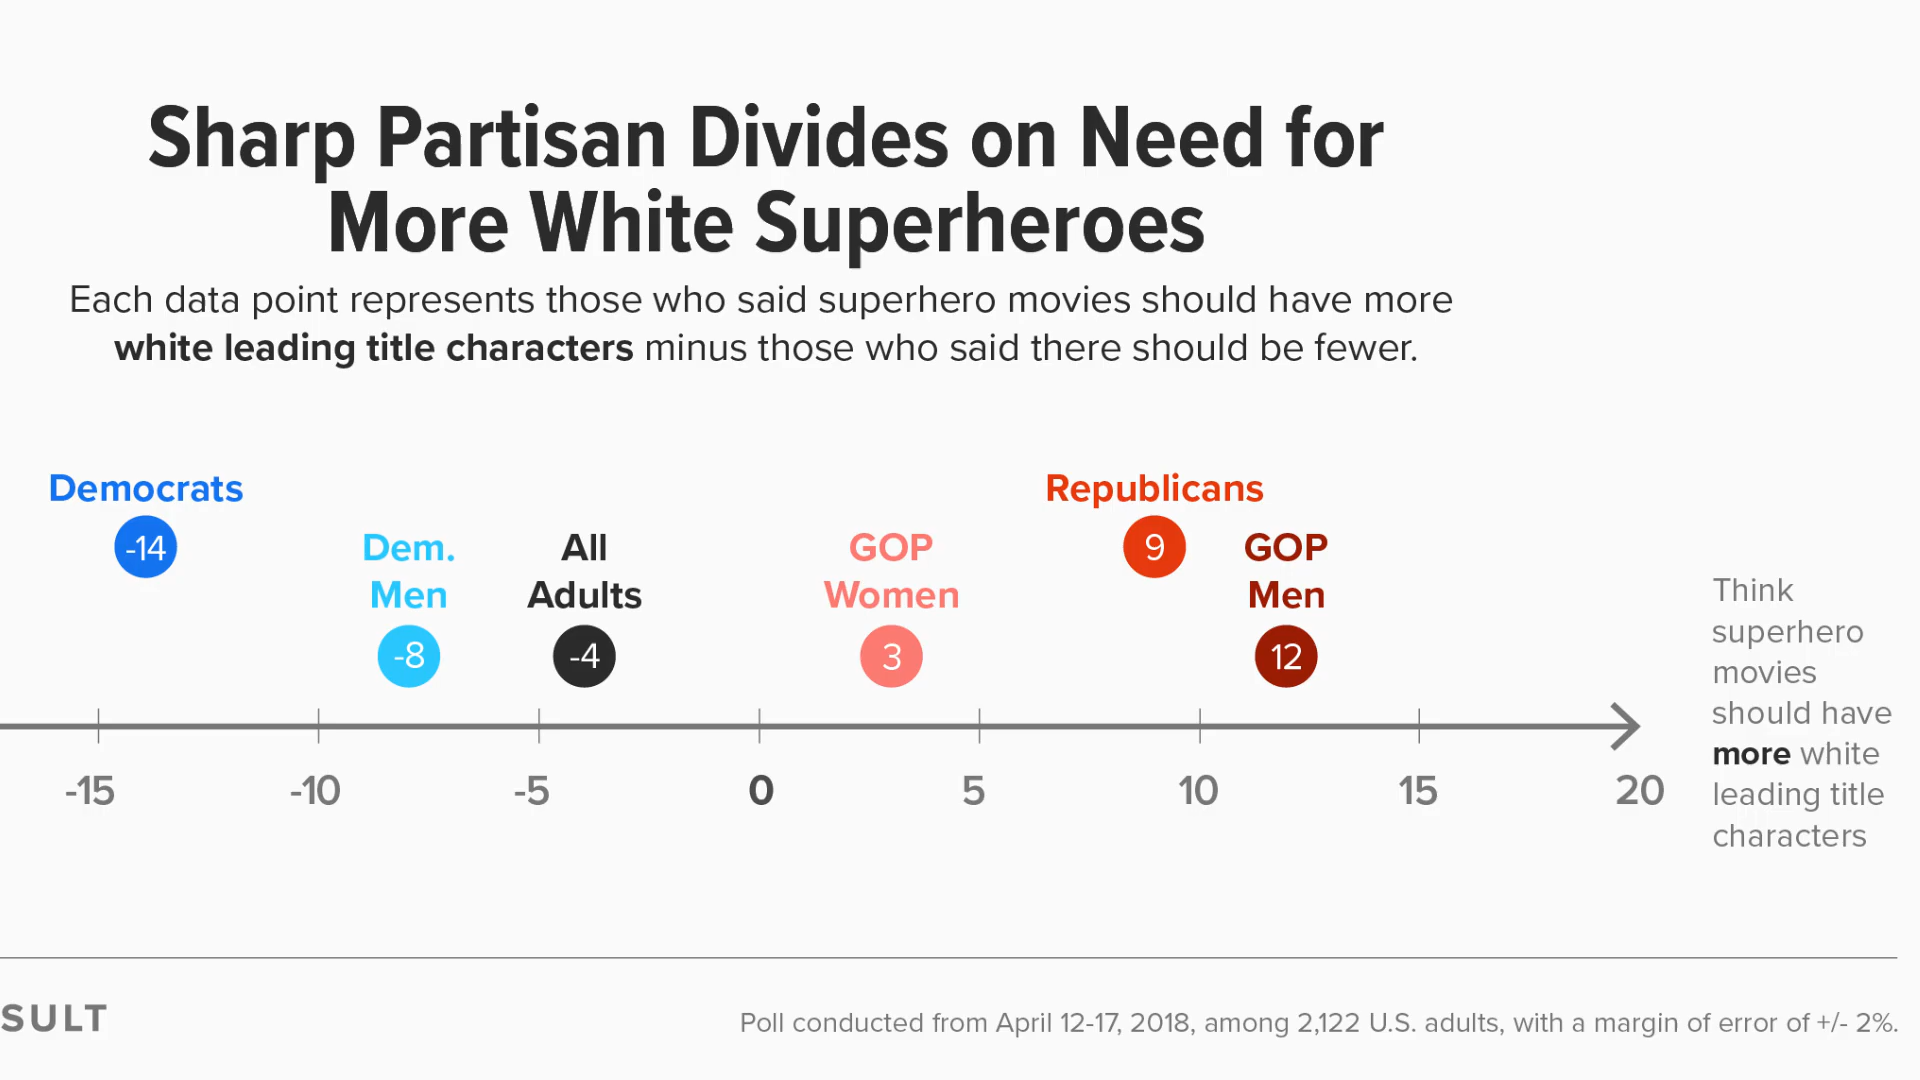 Sharp Partisan Divides on Need for
More White Superheroes
Each data point represents those who said superhero movies should have more
white leading title characters minus those who said there should be fewer.
Democrats
-14
Dem.
Men
-8
All
Adults
-4
GOP
Women
3
Republicans
9
GOP
Men
12
-15 -10 -5 0 5 10 15 20
Think
superhero
movies
should have
more white
leading title
characters
SULT
Poll conducted from April 12-17, 2018, among 2,122 U.S. adults, with a margin of error of +/- 2%.